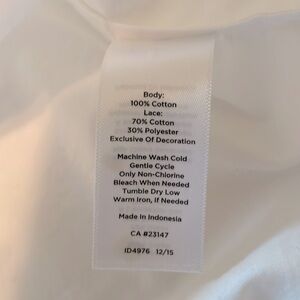 Body:
100% Cotton
Lace:
70% Cotton
30% Polyester
Exclusive Of Decoration
Machine Wash Cold
Gentle Cycle
Only Non-Chlorine
Bleach When Needed
Tumble Dry Low
Warm Iron, If Needed
Made In Indonesia
CA #23147
ID4976 12/15